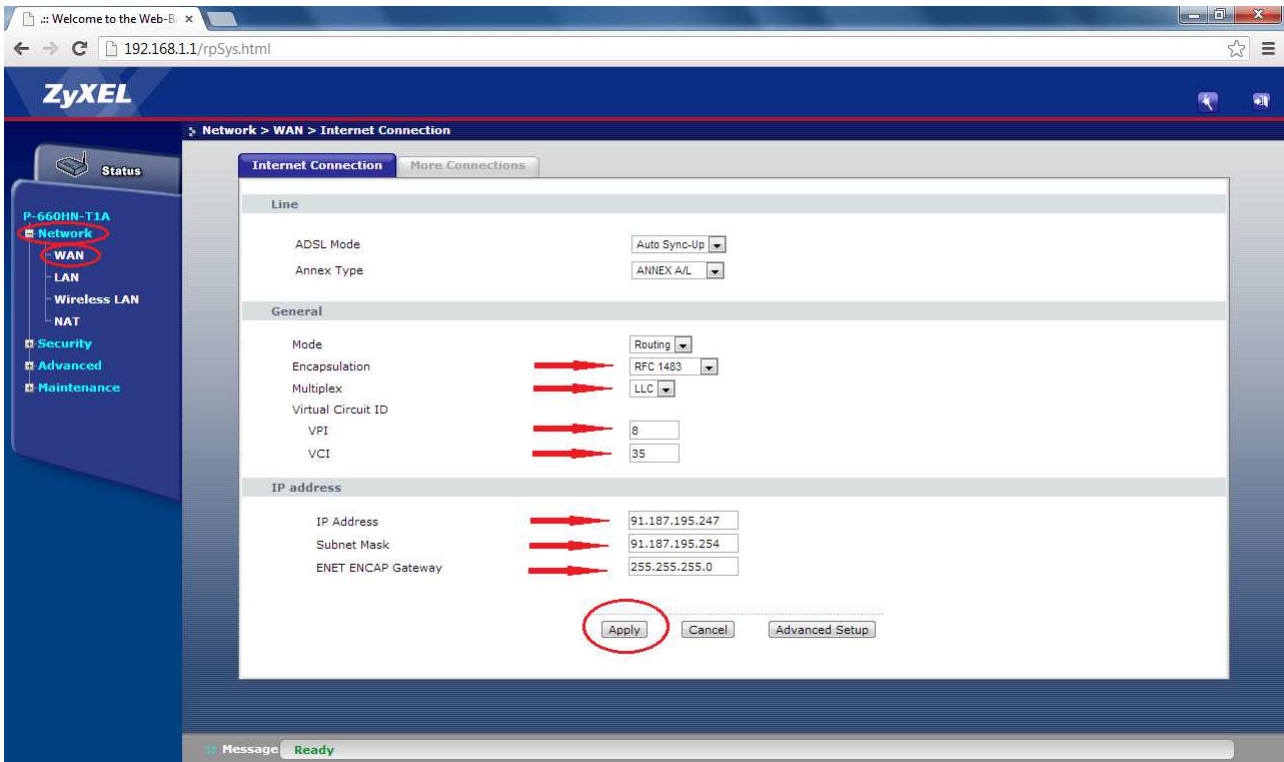 .:: Welcome to the Web-B
192.168.1.1/rpSys.html
ZyXEL
Network > WAN > Internet Connection
Status
Internet Connection More Connections
P-660HN-T1A
Network
WAN
LAN
Wireless LAN
NAT
Security
Advanced
Maintenance
Line
ADSL Mode Auto Sync-Up
Annex Type ANNEX A/L
General
Mode Routing
Encapsulation RFC 1483
Multiplex LLC
Virtual Circuit ID
VPI 8
VCI 35
IP address
IP Address 91.187.195.247
Subnet Mask 91.187.195.254
ENET ENCAP Gateway 255.255.255.0
Apply Cancel Advanced Setup
Message Ready